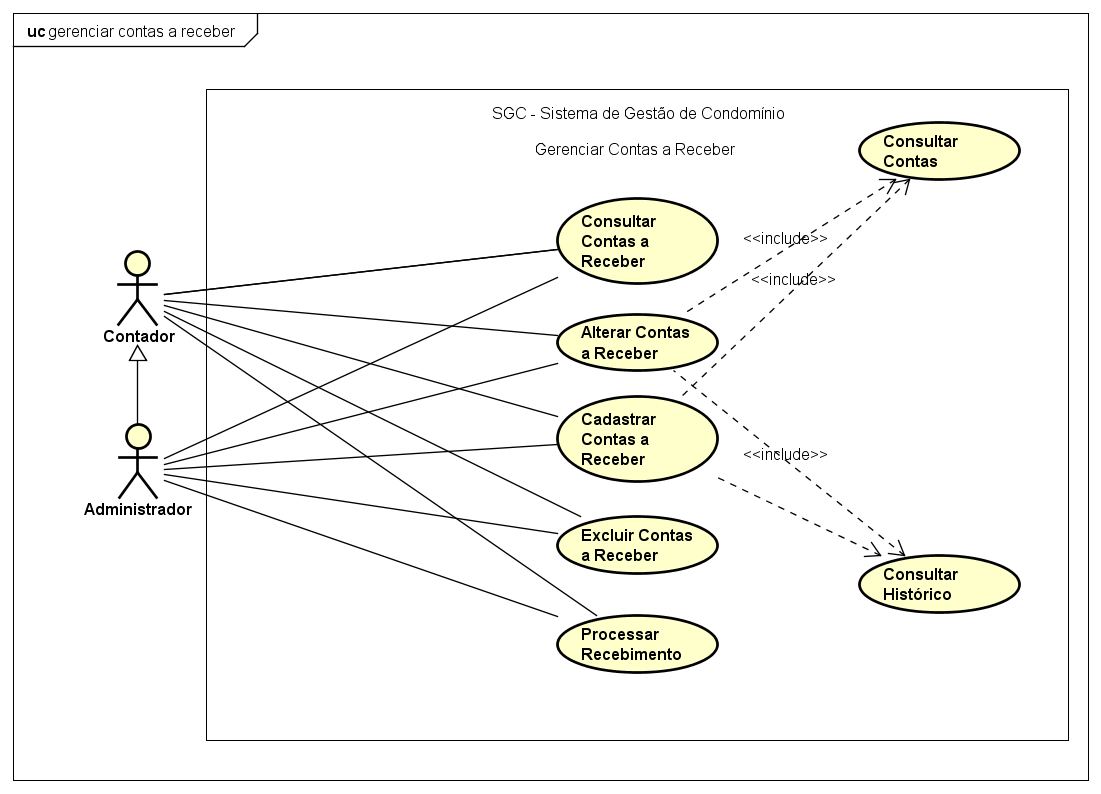 uc gerenciar contas a receber
SGC - Sistema de Gestão de Condomínio
Gerenciar Contas a Receber
Consultar
Contas
Consultar
Contas a
Receber
<<include>>
<<include>>
Contador
Alterar Contas
a Receber
Cadastrar
Contas a
Receber
<<include>>
Administrador
Excluir Contas
a Receber
Consultar
Histórico
Processar
Recebimento